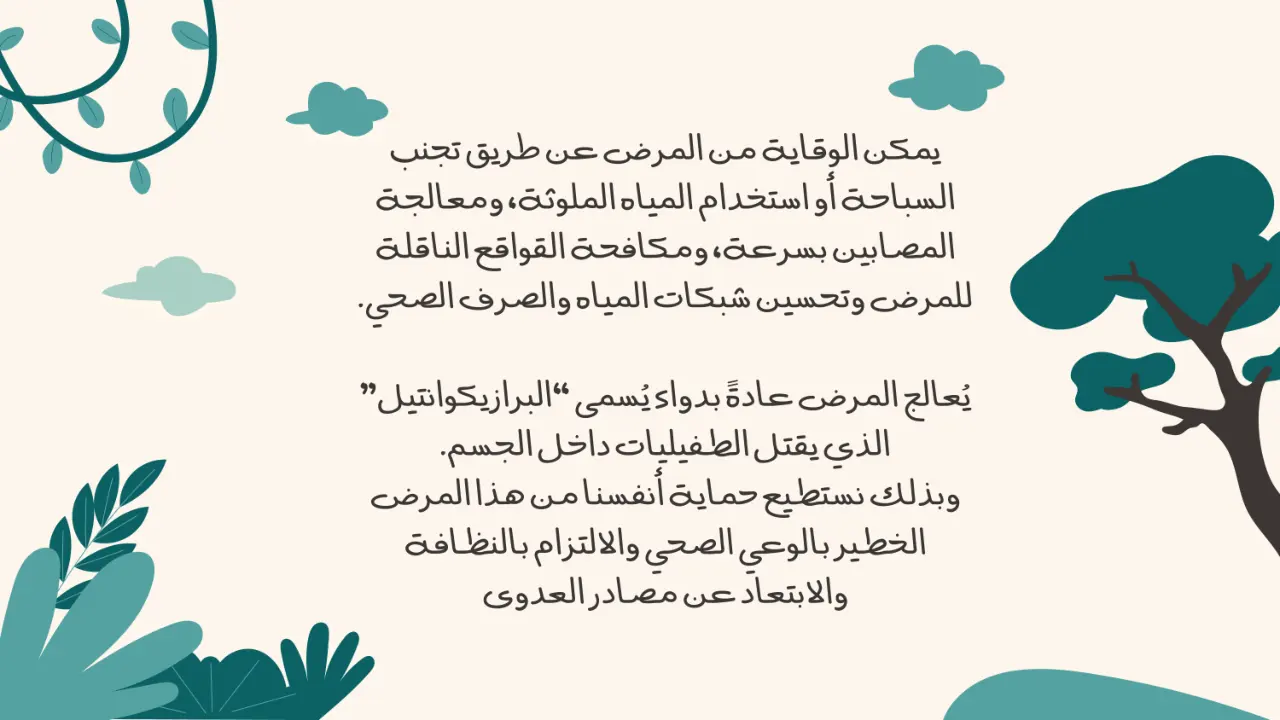 يمكن الوقاية من المرض عن طريق تجنب
السباحة أو استخدام المياه الملوثة، ومعالجة
المصابين بسرعة، ومكافحة القواقع الناقلة
للمرض وتحسين شبكات المياه والصرف الصحي.
يُعالج المرض عادةً بدواء يُسمى “البرازيكوانتيل”
الذي يقتل الطفيليات داخل الجسم.
وبذلك نستطيع حماية أنفسنا من هذا المرض
الخطير بالوعي الصحي والالتزام بالنظافة
والابتعاد عن مصادر العدوى